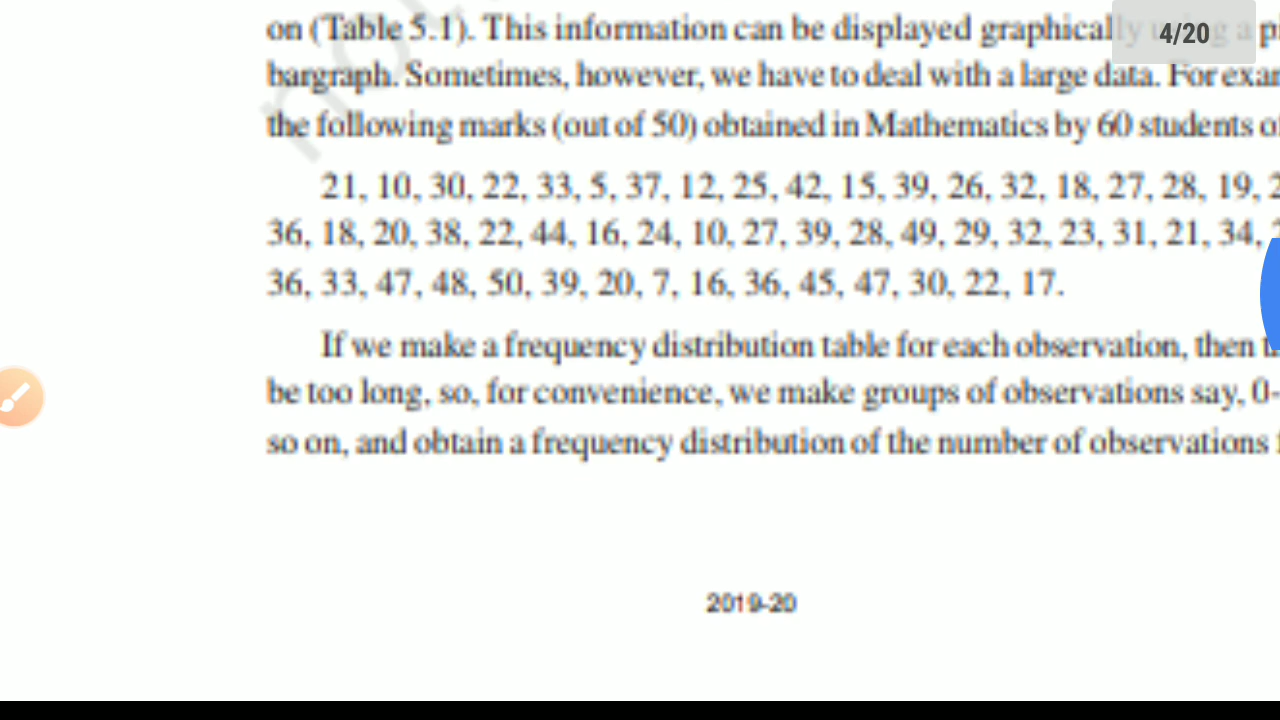 on (Table 5.1). This information can be displayed graphically using a
4/20
bargraph. Sometimes, however, we have to deal with a large data. For
the following marks (out of 50) obtained in Mathematics by 60 students
21, 10, 30, 22, 33, 5, 37, 12, 25, 42, 15, 39, 26, 32, 18, 27, 28, 19,
36, 18, 20, 38, 22, 44, 16, 24, 10, 27, 39, 28, 49, 29, 32, 23, 31, 21, 34,
36, 33, 47, 48, 50, 39, 20, 7, 16, 36, 45, 47, 30, 22, 17.
If we make a frequency distribution table for each observation, then
be too long, so, for convenience, we make groups of observations say, 0-
so on, and obtain a frequency distribution of the number of observations
2019-20